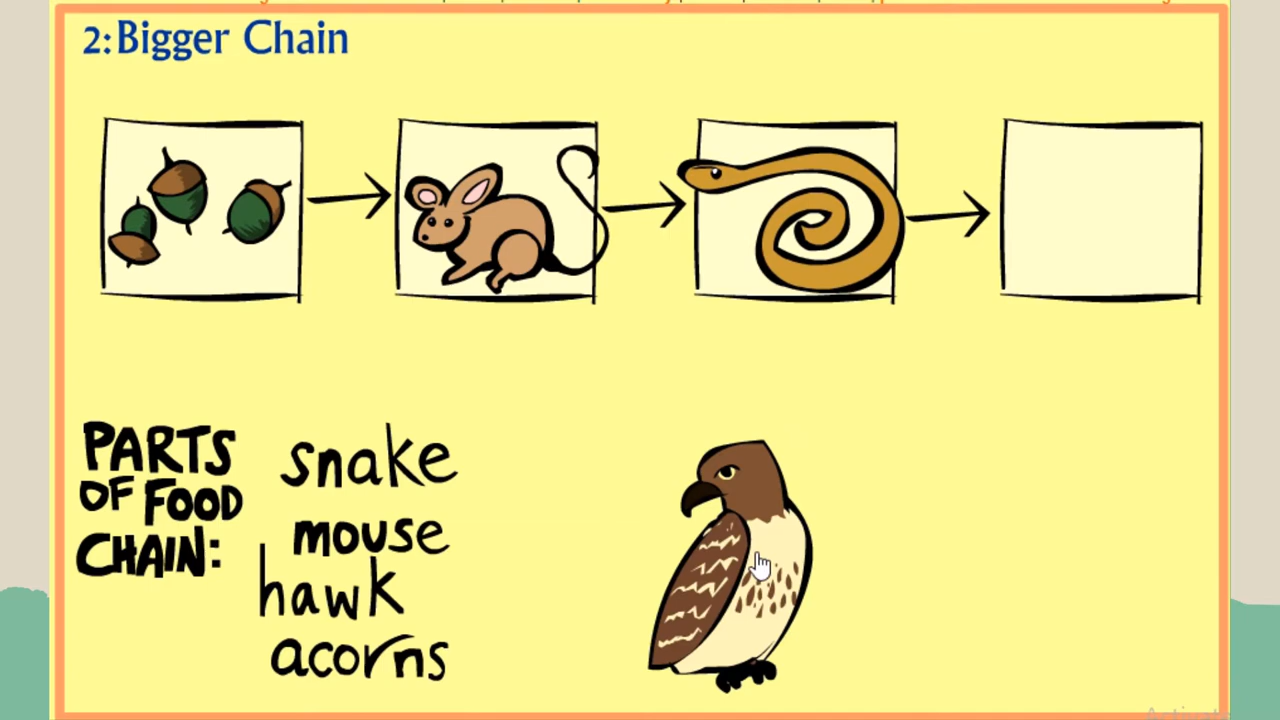 2:Bigger Chain
PARTS
OF FOOD
CHAIN:
snake
mouse
hawk
acorns